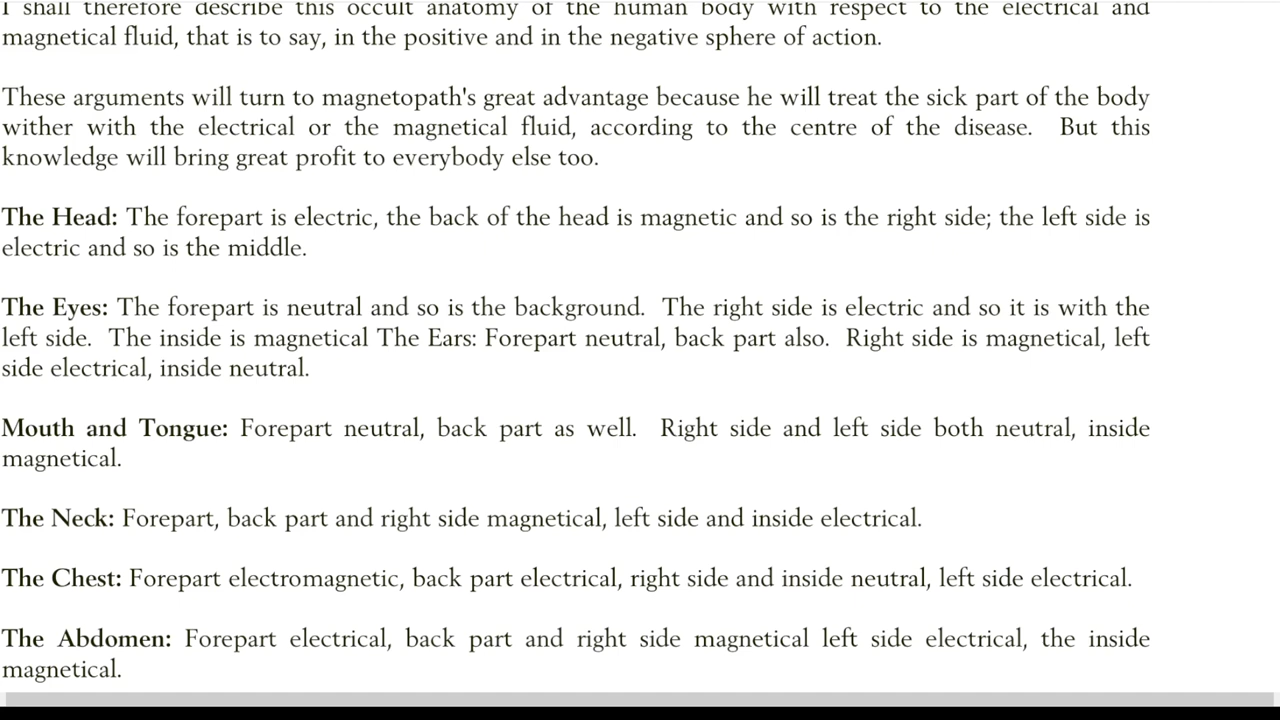 I shall therefore describe this occult anatomy of the human body with respect to the electrical and
magnetical fluid, that is to say, in the positive and in the negative sphere of action.
These arguments will turn to magnetopath's great advantage because he will treat the sick part of the body
wither with the electrical or the magnetical fluid, according to the centre of the disease. But this
knowledge will bring great profit to everybody else too.
The Head: The forepart is electric, the back of the head is magnetic and so is the right side; the left side is
electric and so is the middle.
The Eyes: The forepart is neutral and so is the background. The right side is electric and so it is with the
left side. The inside is magnetical The Ears: Forepart neutral, back part also. Right side is magnetical, left
side electrical, inside neutral.
Mouth and Tongue: Forepart neutral, back part as well. Right side and left side both neutral, inside
magnetical.
The Neck: Forepart, back part and right side magnetical, left side and inside electrical.
The Chest: Forepart electromagnetic, back part electrical, right side and inside neutral, left side electrical.
The Abdomen: Forepart electrical, back part and right side magnetical left side electrical, the inside
magnetical.